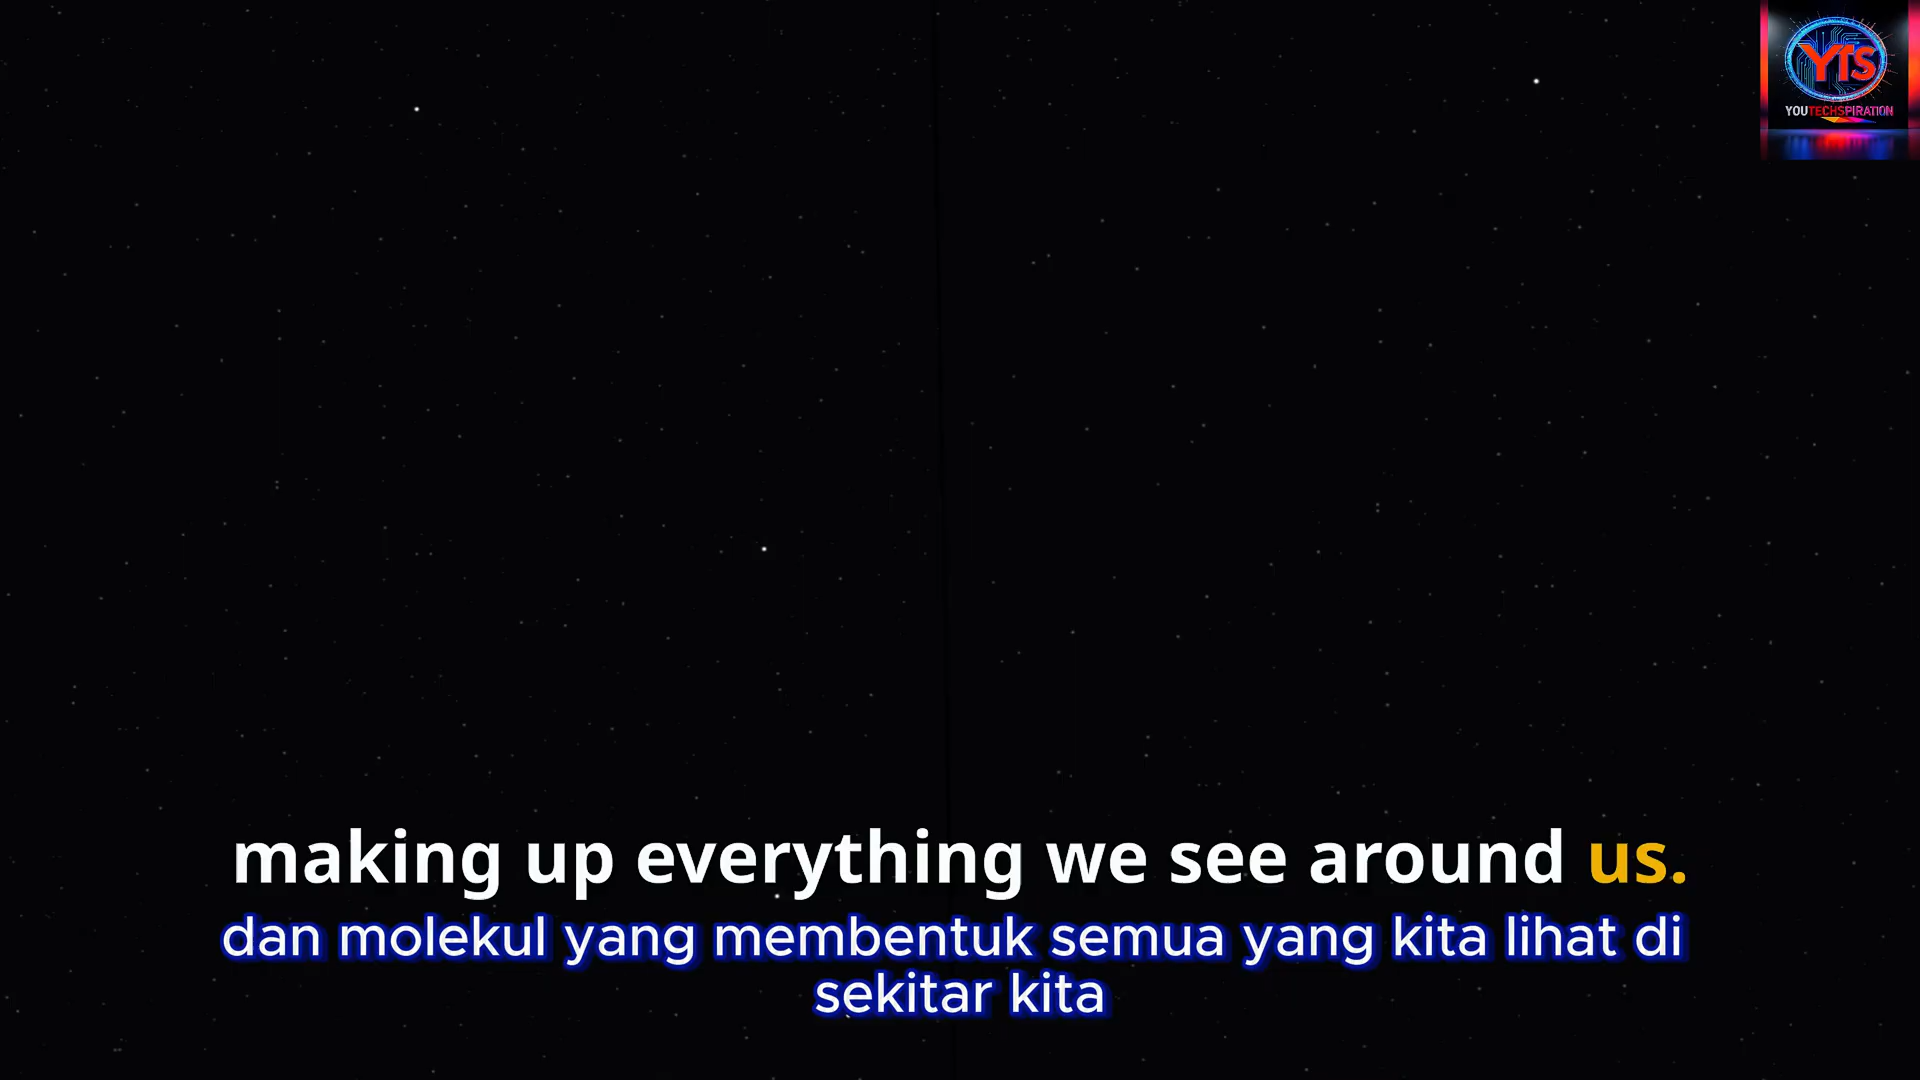 YTS
YOUTECHSPIRATION
making up everything we see around us.
dan molekul yang membentuk semua yang kita lihat di
sekitar kita